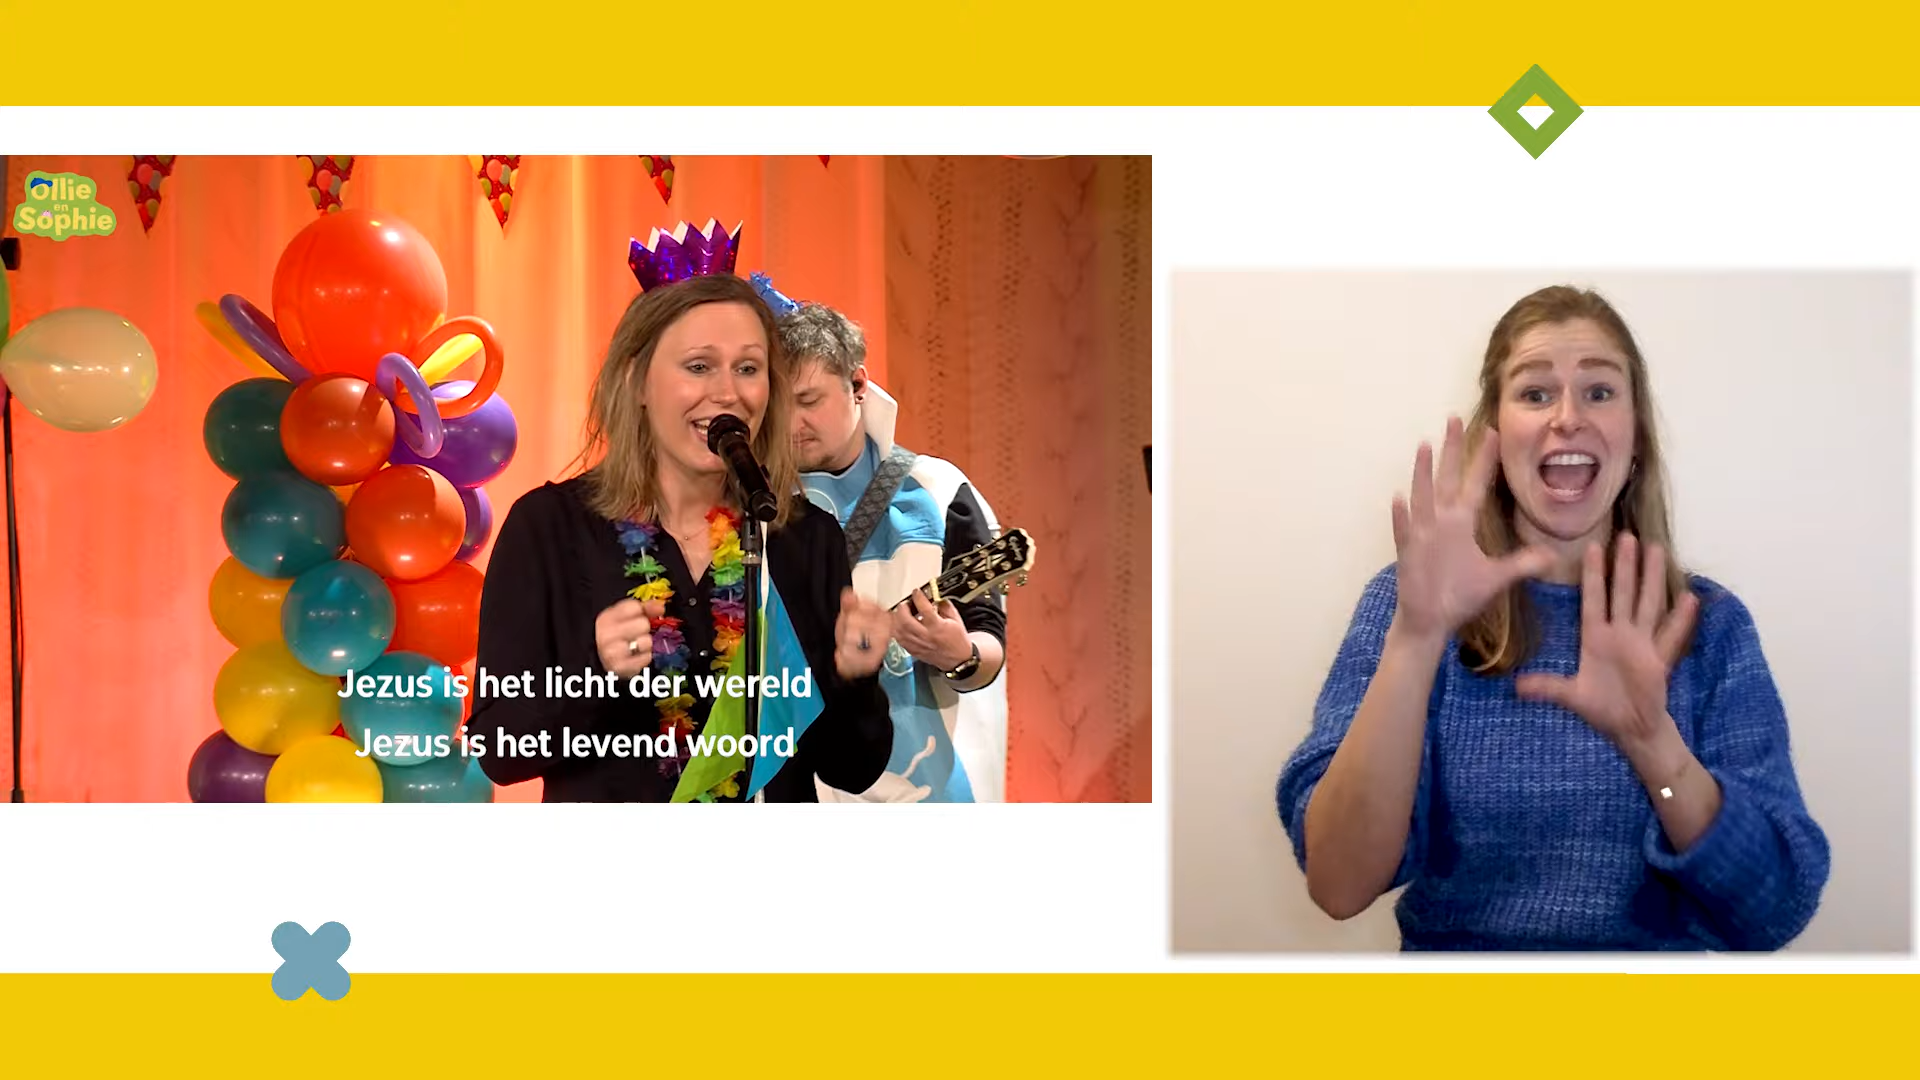 Ollie
en
Sophie
Jezus is het licht der wereld
Jezus is het levend woord